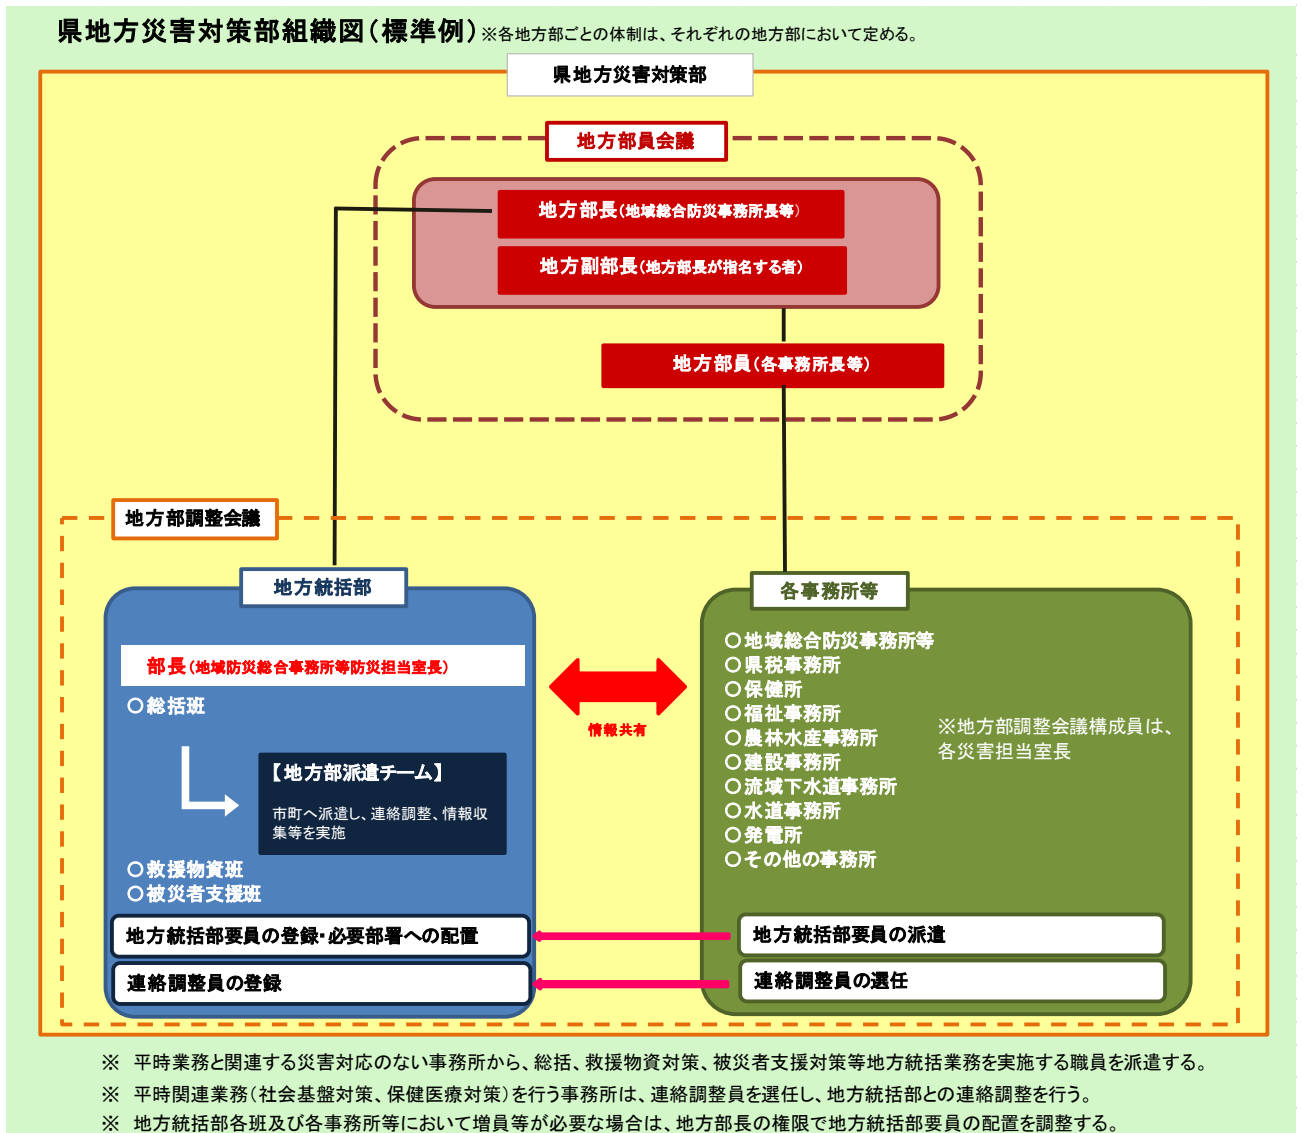 県地方災害対策部組織図(標準例)※各地方部ごとの体制は、それぞれの地方部において定める。
県地方災害対策部
地方部員会議
地方部長(地域総合防災事務所長等)
地方副部長(地方部長が指名する者)
地方部員(各事務所長等)
地方部調整会議
地方統括部
部長(地域防災総合事務所等防災担当室長)
〇総括班
【地方部派遣チーム】
市町へ派遣し、連絡調整、情報収
集等を実施
〇救援物資班
〇被災者支援班
地方統括部要員の登録・必要部署への配置
連絡調整員の登録
情報共有
各事務所等
〇地域総合防災事務所等
〇県税事務所
〇保健所
〇福祉事務所
〇農林水産事務所
〇建設事務所
〇流域下水道事務所
〇水道事務所
〇発電所
〇その他の事務所
※地方部調整会議構成員は、
各災害担当室長
地方統括部要員の派遣
連絡調整員の選任
※ 平時業務と関連する災害対応のない事務所から、総括、救援物資対策、被災者支援対策等地方統括業務を実施する職員を派遣する。
※ 平時関連業務(社会基盤対策、保健医療対策)を行う事務所は、連絡調整員を選任し、地方統括部との連絡調整を行う。
※ 地方統括部各班及び各事務所等において増員等が必要な場合は、地方部長の権限で地方統括部要員の配置を調整する。